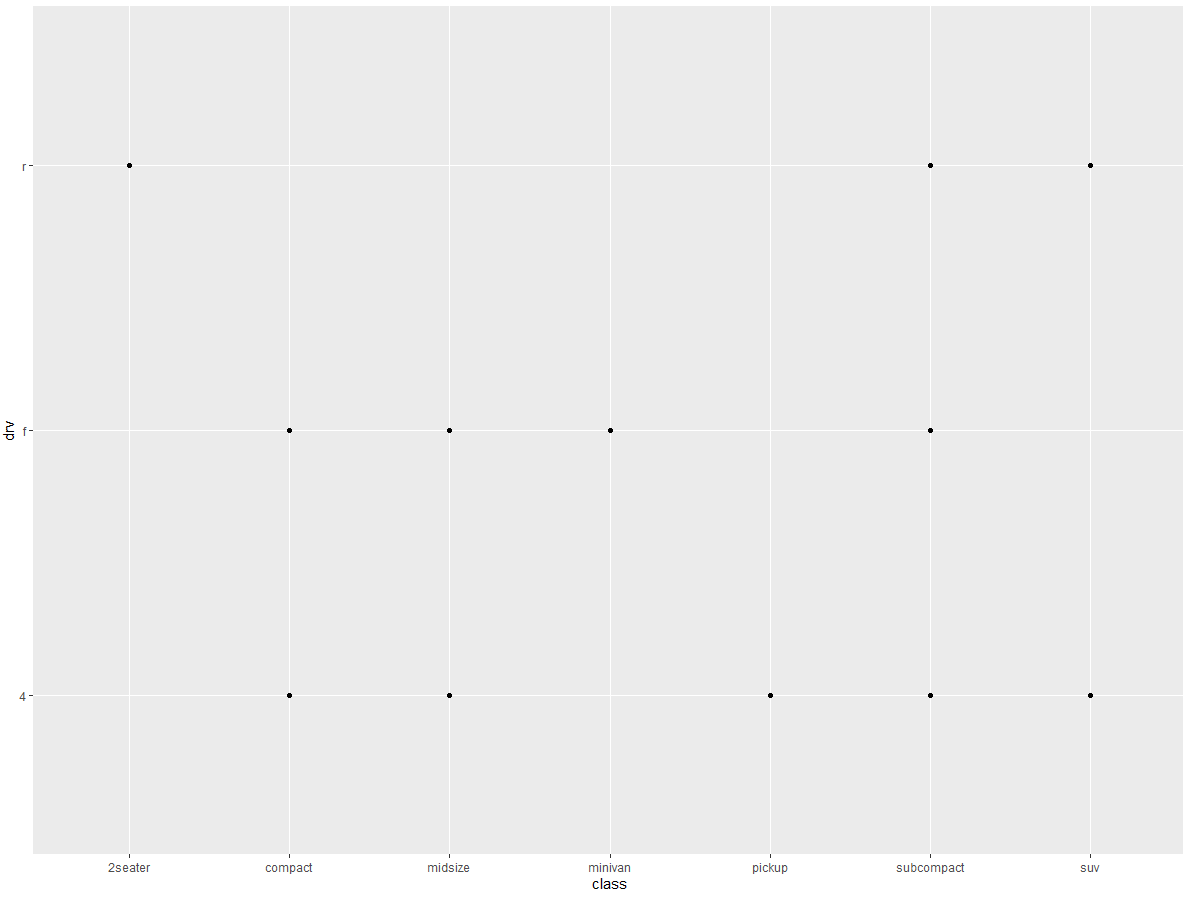 r
drv
f
4
2seater compact midsize minivan pickup subcompact suv
class